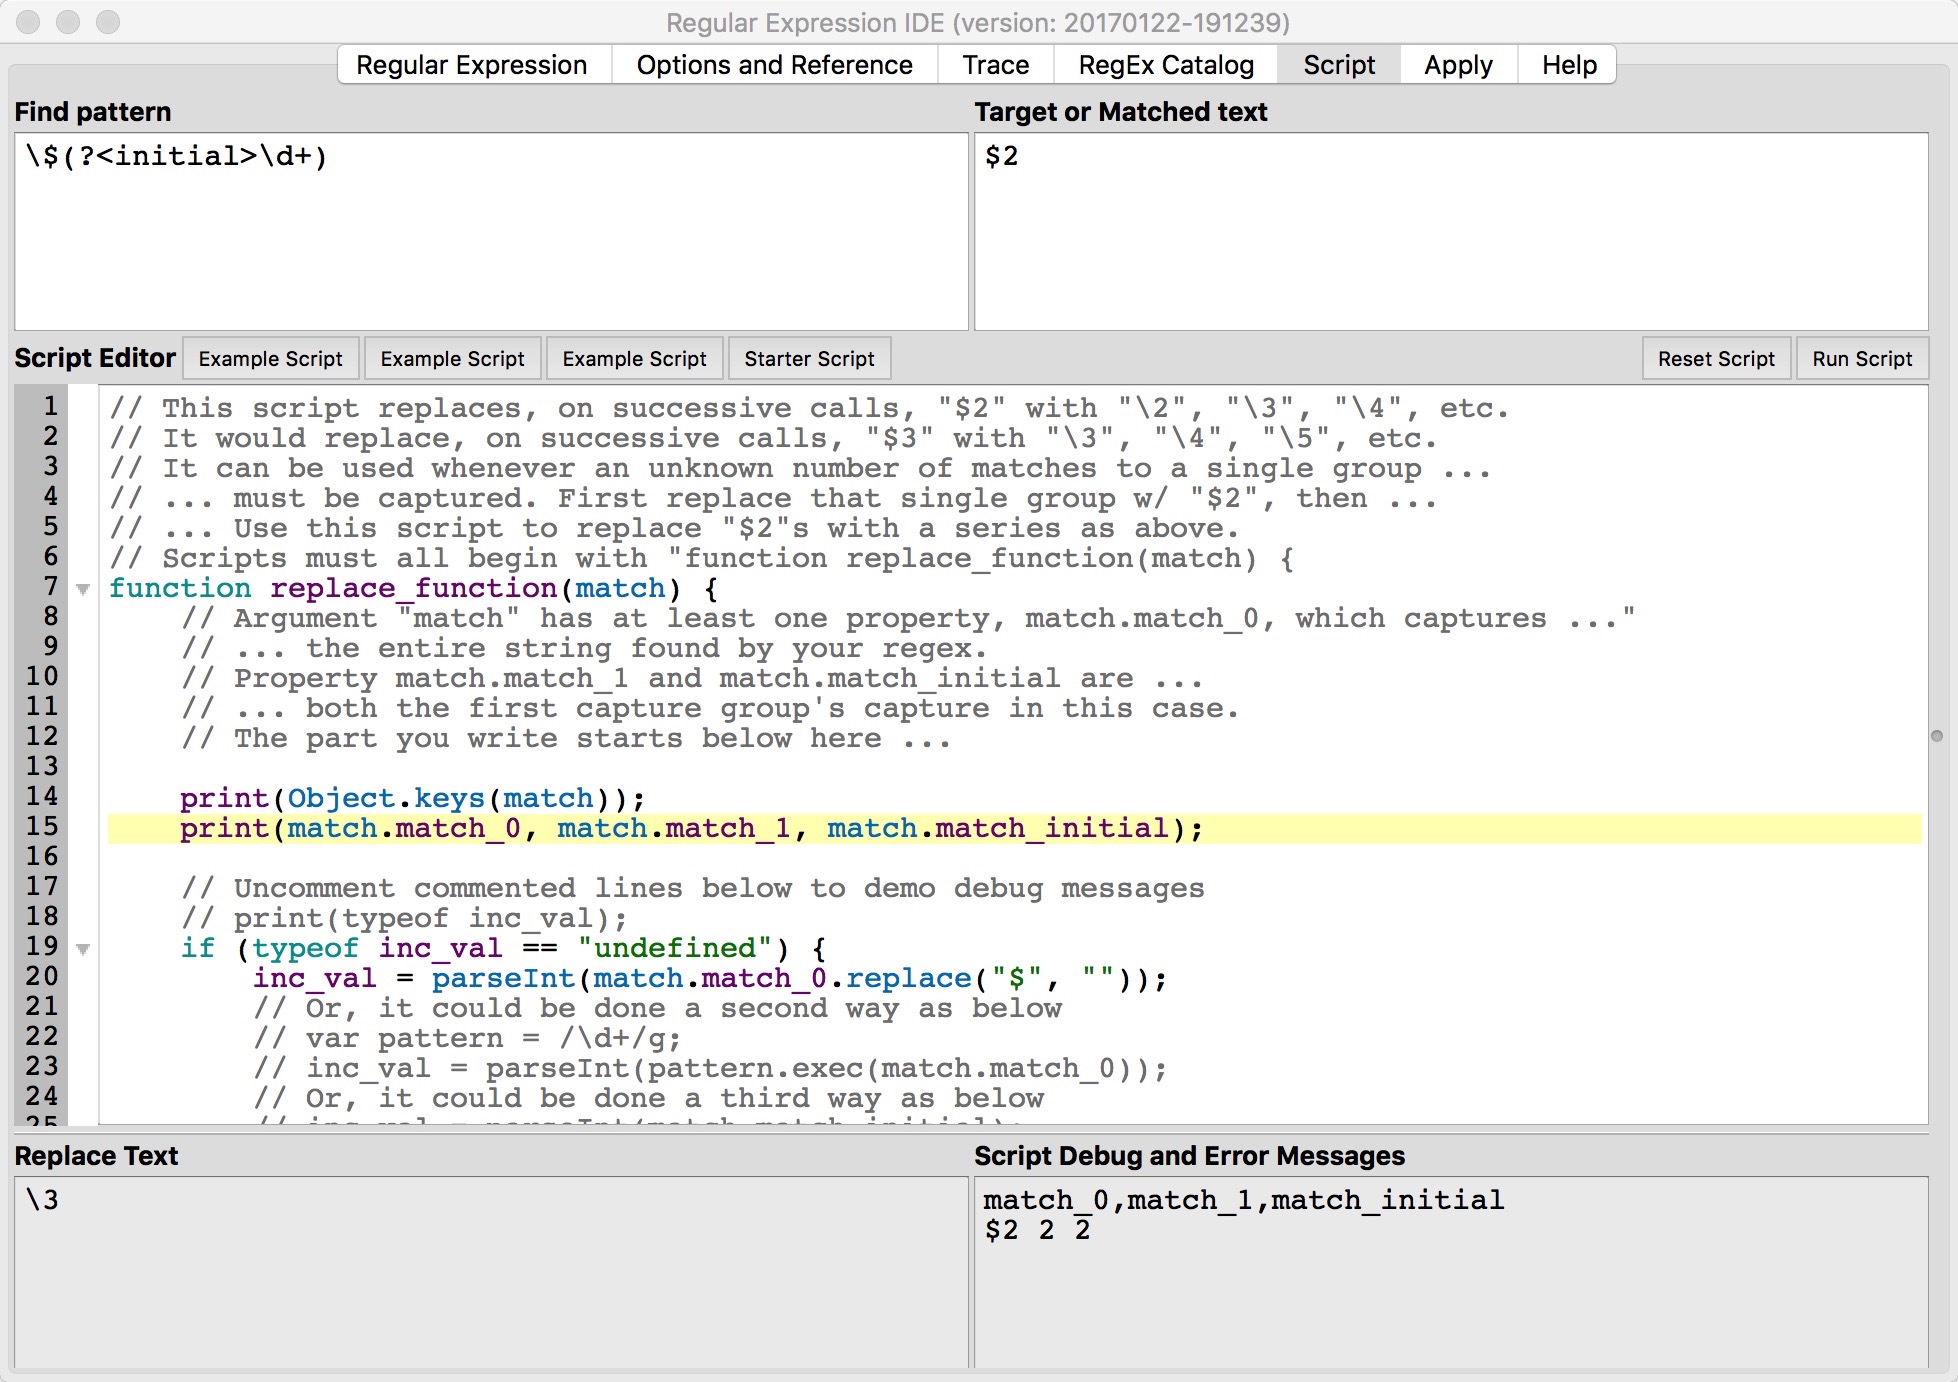 Regular Expression IDE (version: 20170122-191239)
Regular Expression Options and Reference Trace RegEx Catalog Script Apply Help
Find pattern
\$(?<initial>\d+)
Target or Matched text
$2
Script Editor Example Script Example Script Example Script Starter Script Reset Script Run Script
1 // This script replaces, on successive calls, "$2" with "\2", "\3", "\4", etc.
2 // It would replace, on successive calls, "$3" with "\3", "\4", "\5", etc.
3 // It can be used whenever an unknown number of matches to a single group ...
4 // ... must be captured. First replace that single group w/ "$2", then ...
5 // ... Use this script to replace "$2"s with a series as above.
6 // Scripts must all begin with "function replace_function(match) {
7 function replace_function(match) {
8 // Argument "match" has at least one property, match.match_0, which captures ..."
9 // ... the entire string found by your regex.
10 // Property match.match_1 and match.match_initial are ...
11 // ... both the first capture group's capture in this case.
12 // The part you write starts below here ...
13
14 print(Object.keys(match));
15 print(match.match_0, match.match_1, match.match_initial);
16
17 // Uncomment commented lines below to demo debug messages
18 // print(typeof inc_val);
19 if (typeof inc_val == "undefined") {
20 inc_val = parseInt(match.match_0.replace("$", ""));
21 // Or, it could be done a second way as below
22 // var pattern = /\d+/g;
23 // inc_val = parseInt(pattern.exec(match.match_0));
24 // Or, it could be done a third way as below
25 // inc_val = parseInt(match.match_initial);
Replace Text
\3
Script Debug and Error Messages
match_0,match_1,match_initial
$2 2 2